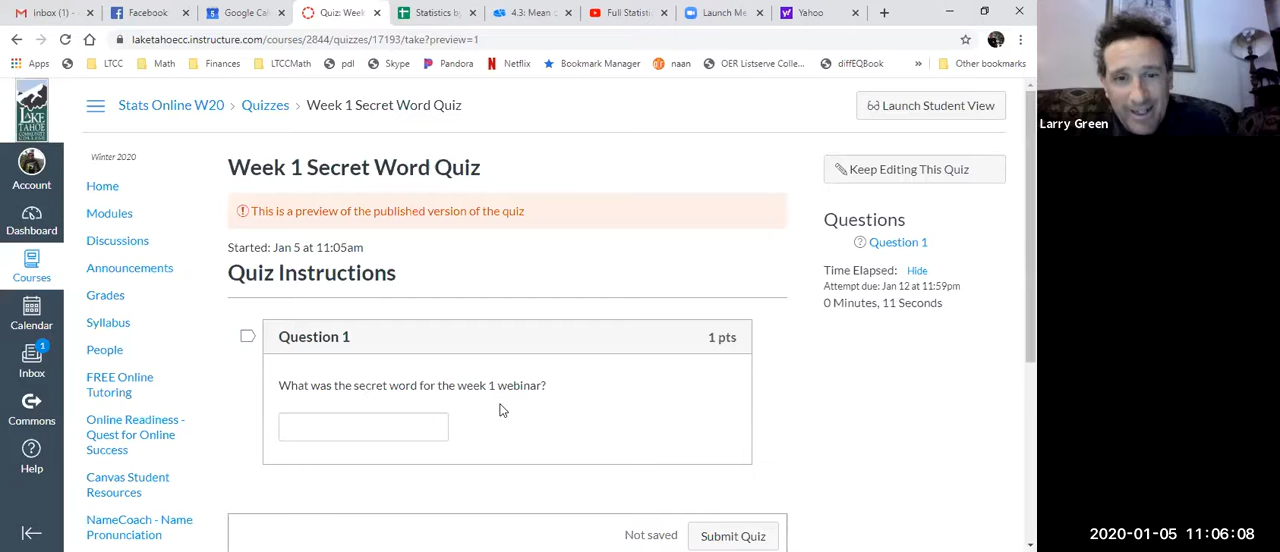 Inbox (1) -
Facebook
Google Cal
Quiz: Week
Statistics by
4.3: Mean o
Full Statisti
Launch Me
Yahoo
laketahoecc.instructure.com/courses/2844/quizzes/17193/take?preview=1
Apps
LTCC
Math
Finances
LTCCMath
pdl
Skype
Pandora
Netflix
Bookmark Manager
naan
OER Listserve Colle...
diffEQBook
»
Other bookmarks
LAKE
TAHOE
Stats Online W20 > Quizzes > Week 1 Secret Word Quiz
Launch Student View
Larry Green
Account
Dashboard
Courses
Calendar
1
Inbox
Commons
Help
Winter 2020
Home
Modules
Discussions
Announcements
Grades
Syllabus
People
FREE Online
Tutoring
Online Readiness -
Quest for Online
Success
Canvas Student
Resources
NameCoach - Name
Pronunciation
Week 1 Secret Word Quiz
This is a preview of the published version of the quiz
Started: Jan 5 at 11:05am
Quiz Instructions
Question 1 1 pts
What was the secret word for the week 1 webinar?
Not saved
Submit Quiz
Keep Editing This Quiz
Questions
Question 1
Time Elapsed: Hide
Attempt due: Jan 12 at 11:59pm
0 Minutes, 11 Seconds
2020-01-05 11:06:08